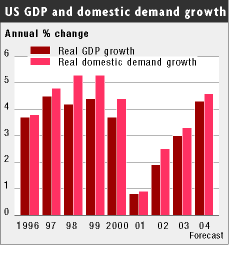 US GDP and domestic demand growth
Annual % change
6
Real GDP growth
Real domestic demand growth
5
4
3
2
1
0
1996 97 98 99 2000 01 02 03 04
Forecast